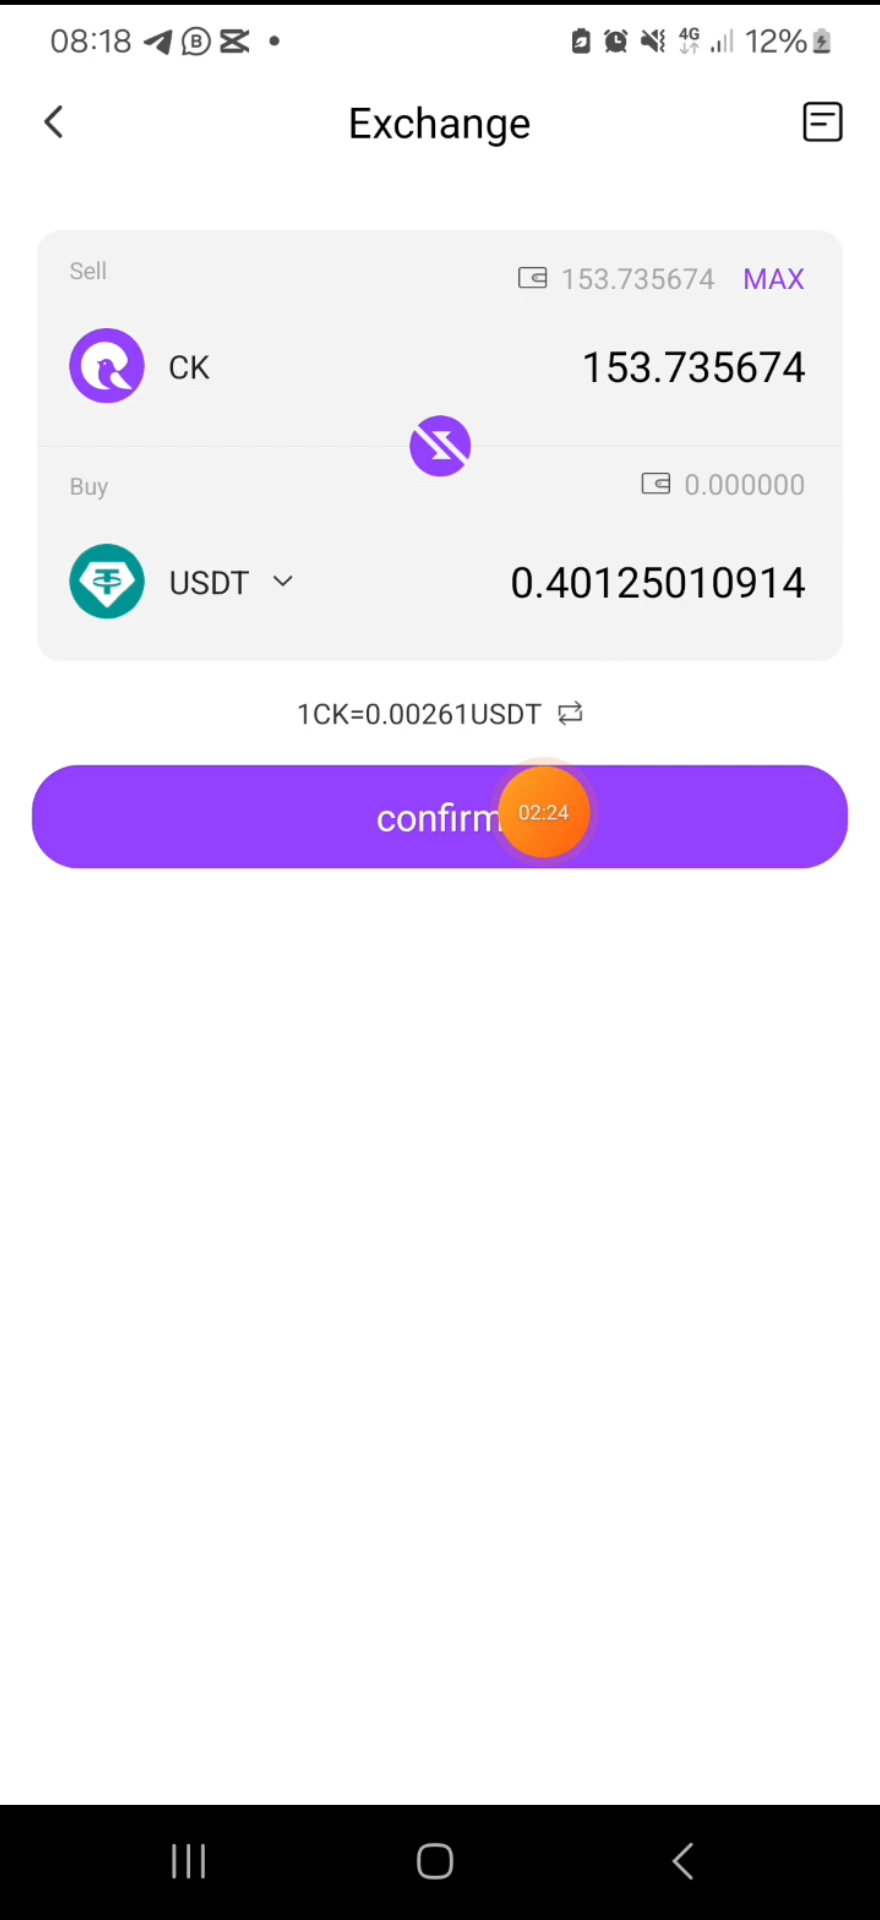 08:18
4G 12%
Exchange
Sell
153.735674 MAX
CK
153.735674
Buy
0.000000
USDT
0.40125010914
1CK=0.00261USDT
confirm
02:24